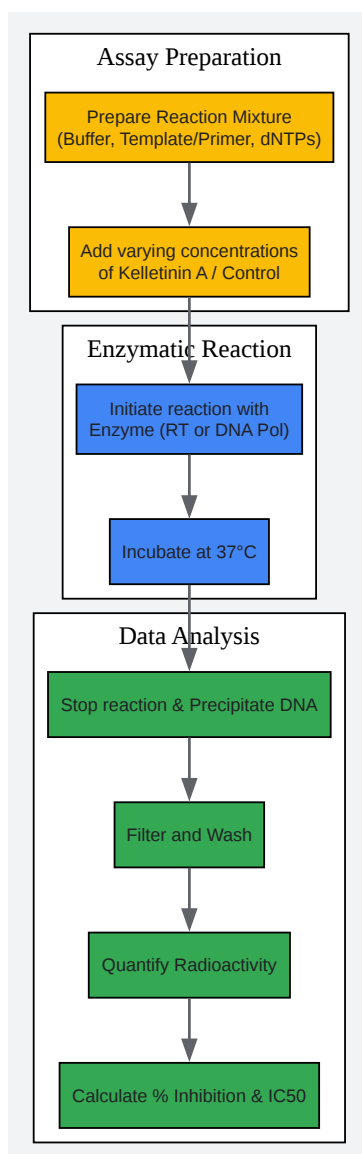 Assay Preparation
Prepare Reaction Mixture
(Buffer, Template/Primer, dNTPs)
Add varying concentrations
of Kelletinin A / Control
Enzymatic Reaction
Initiate reaction with
Enzyme (RT or DNA Pol)
Incubate at 37°C
Data Analysis
Stop reaction & Precipitate DNA
Filter and Wash
Quantify Radioactivity
Calculate % Inhibition & IC50